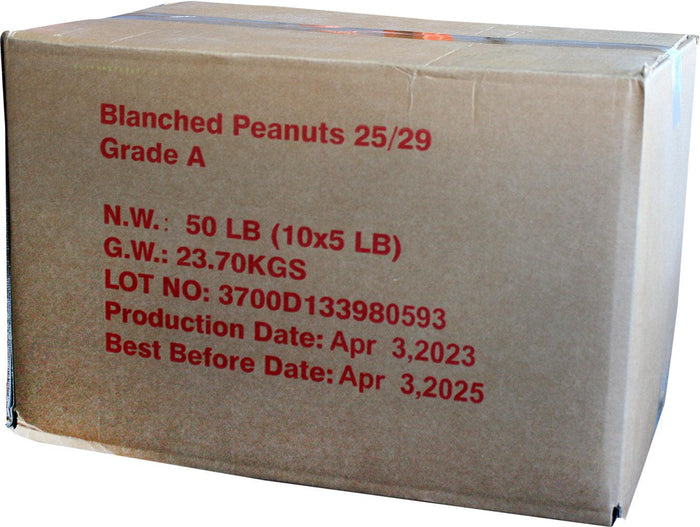 Blanched Peanuts 25/29
Grade A
N.W.: 50 LB (10x5 LB)
G.W.: 23.70KGS
LOT NO: 3700D133980593
Production Date: Apr 3,2023
Best Before Date: Apr 3,2025